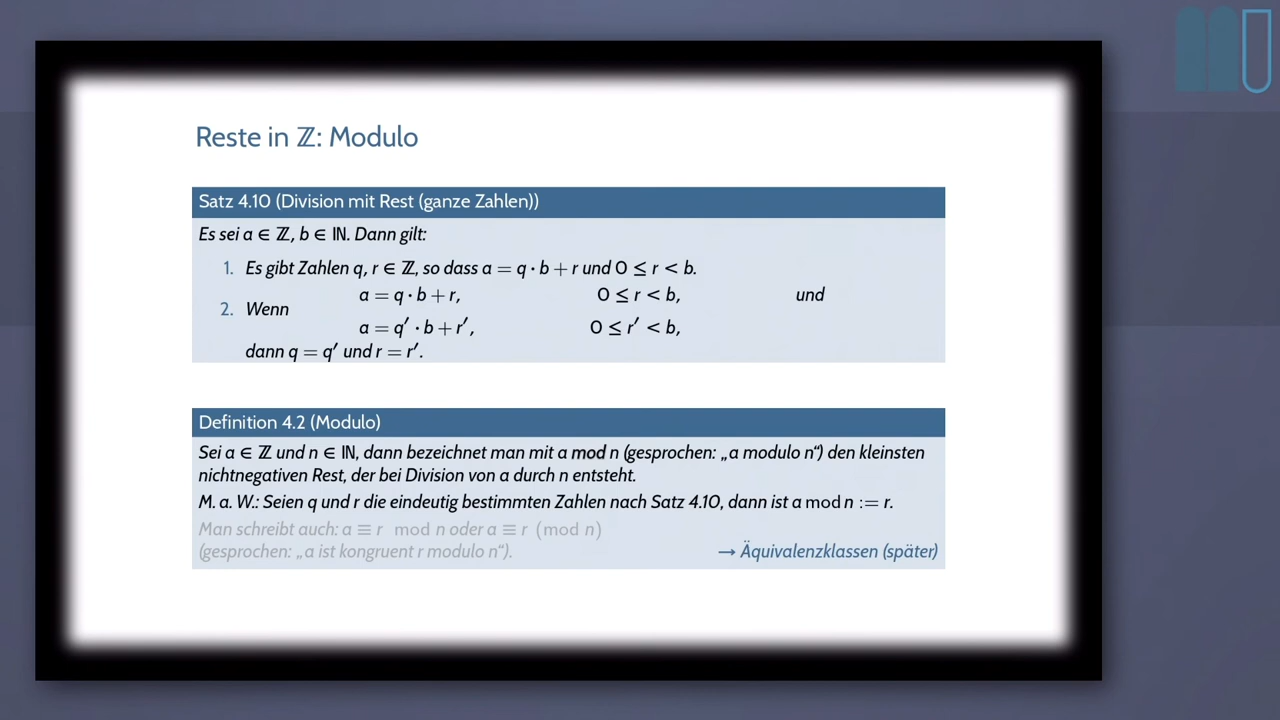 Reste in ℤ: Modulo
Satz 4.10 (Division mit Rest (ganze Zahlen))
Es sei a ∈ ℤ, b ∈ ℕ. Dann gilt:
1. Es gibt Zahlen q, r ∈ ℤ, so dass a = q · b + r und 0 ≤ r < b.
a = q · b + r, 0 ≤ r < b, und
2. Wenn
a = q′ · b + r′, 0 ≤ r′ < b,
dann q = q′ und r = r′.
Definition 4.2 (Modulo)
Sei a ∈ ℤ und n ∈ ℕ, dann bezeichnet man mit a mod n (gesprochen: „a modulo n“) den kleinsten
nichtnegativen Rest, der bei Division von a durch n entsteht.
M. a. W.: Seien q und r die eindeutig bestimmten Zahlen nach Satz 4.10, dann ist a mod n := r.
Man schreibt auch: a ≡ r mod n oder a ≡ r (mod n)
(gesprochen: „a ist kongruent r modulo n“). → Äquivalenzklassen (später)